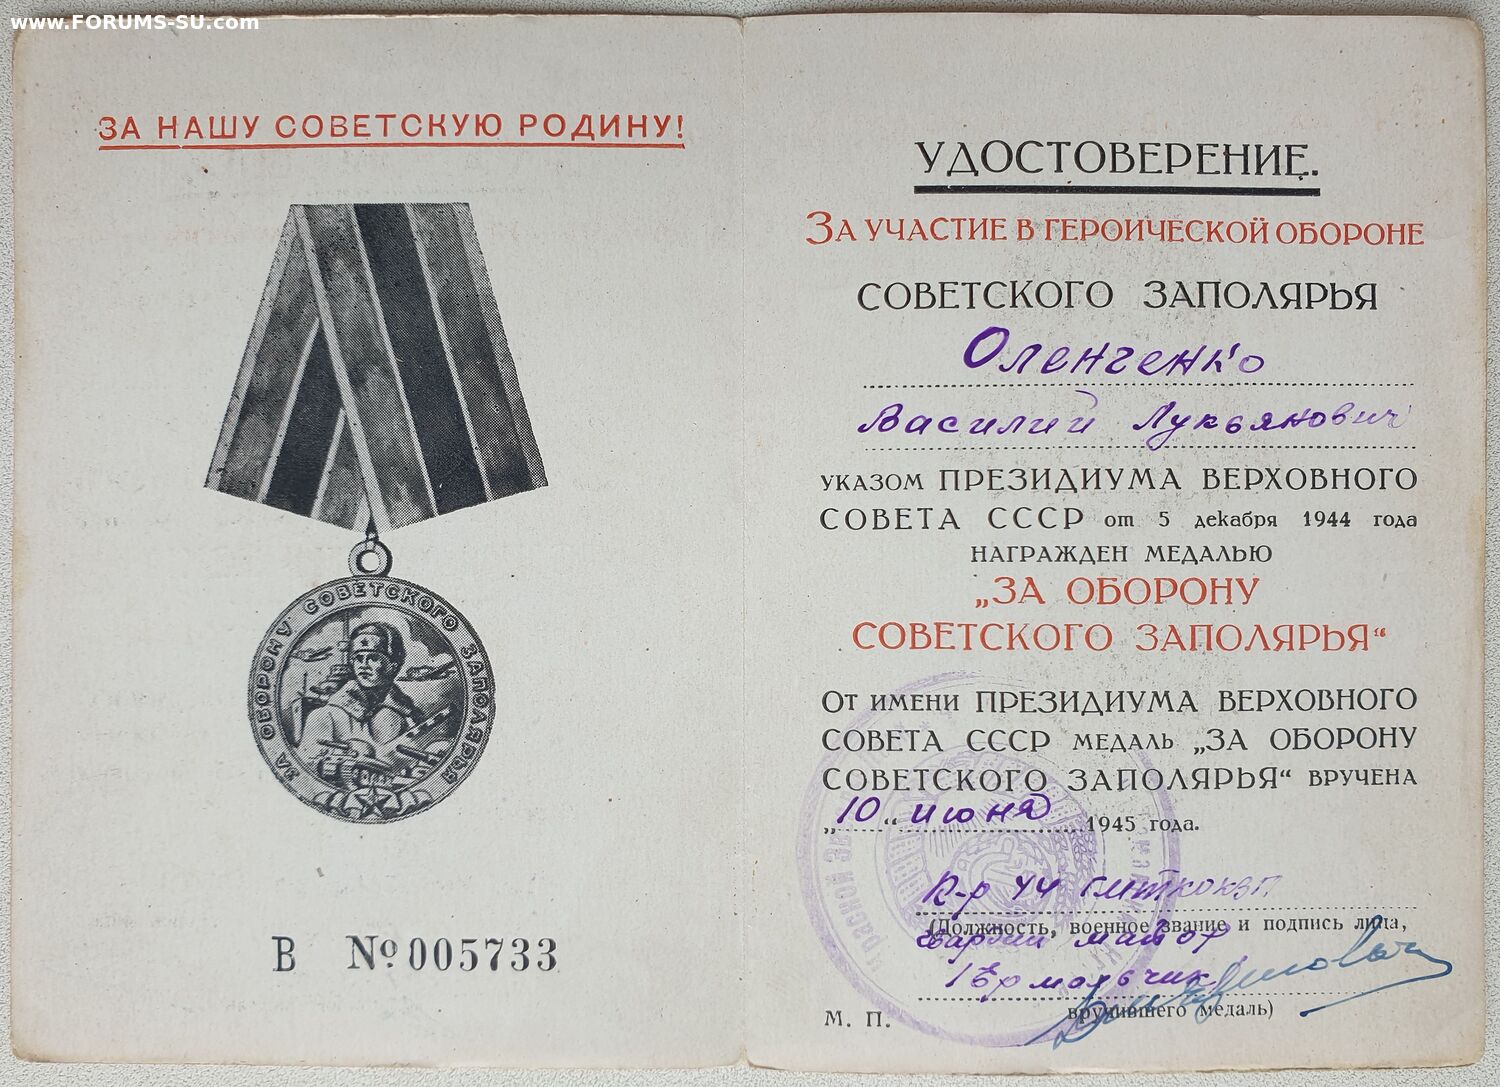 www.FORUMS-SU.com
ЗА НАШУ СОВЕТСКУЮ РОДИНУ!
ЗА ОБОРОНУ СОВЕТСКОГО ЗАПОЛЯРЬЯ
В №005733
УДОСТОВЕРЕНИЕ.
ЗА УЧАСТИЕ В ГЕРОИЧЕСКОЙ ОБОРОНЕ
СОВЕТСКОГО ЗАПОЛЯРЬЯ
Оленченко
Василий Лукьянович
УКАЗОМ ПРЕЗИДИУМА ВЕРХОВНОГО
СОВЕТА СССР от 5 декабря 1944 года
НАГРАЖДЕН МЕДАЛЬЮ
„ЗА ОБОРОНУ
СОВЕТСКОГО ЗАПОЛЯРЬЯ“
ОТ ИМЕНИ ПРЕЗИДИУМА ВЕРХОВНОГО
СОВЕТА СССР МЕДАЛЬ „ЗА ОБОРОНУ
СОВЕТСКОГО ЗАПОЛЯРЬЯ“ ВРУЧЕНА
„10“ июня 1945 года.
К-р 44
(Должность, военное звание и подпись лица,
Гвардии майор
Ермольчик
вручившего медаль)
М. П.